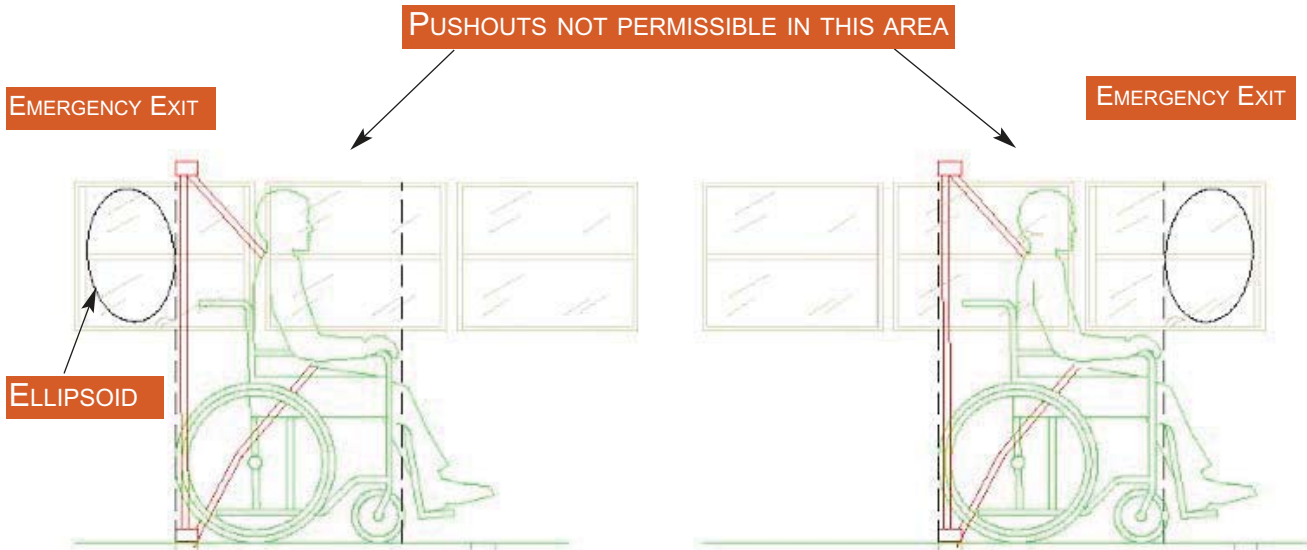 PUSHOUTS NOT PERMISSIBLE IN THIS AREA
EMERGENCY EXIT
EMERGENCY EXIT
ELLIPSOID